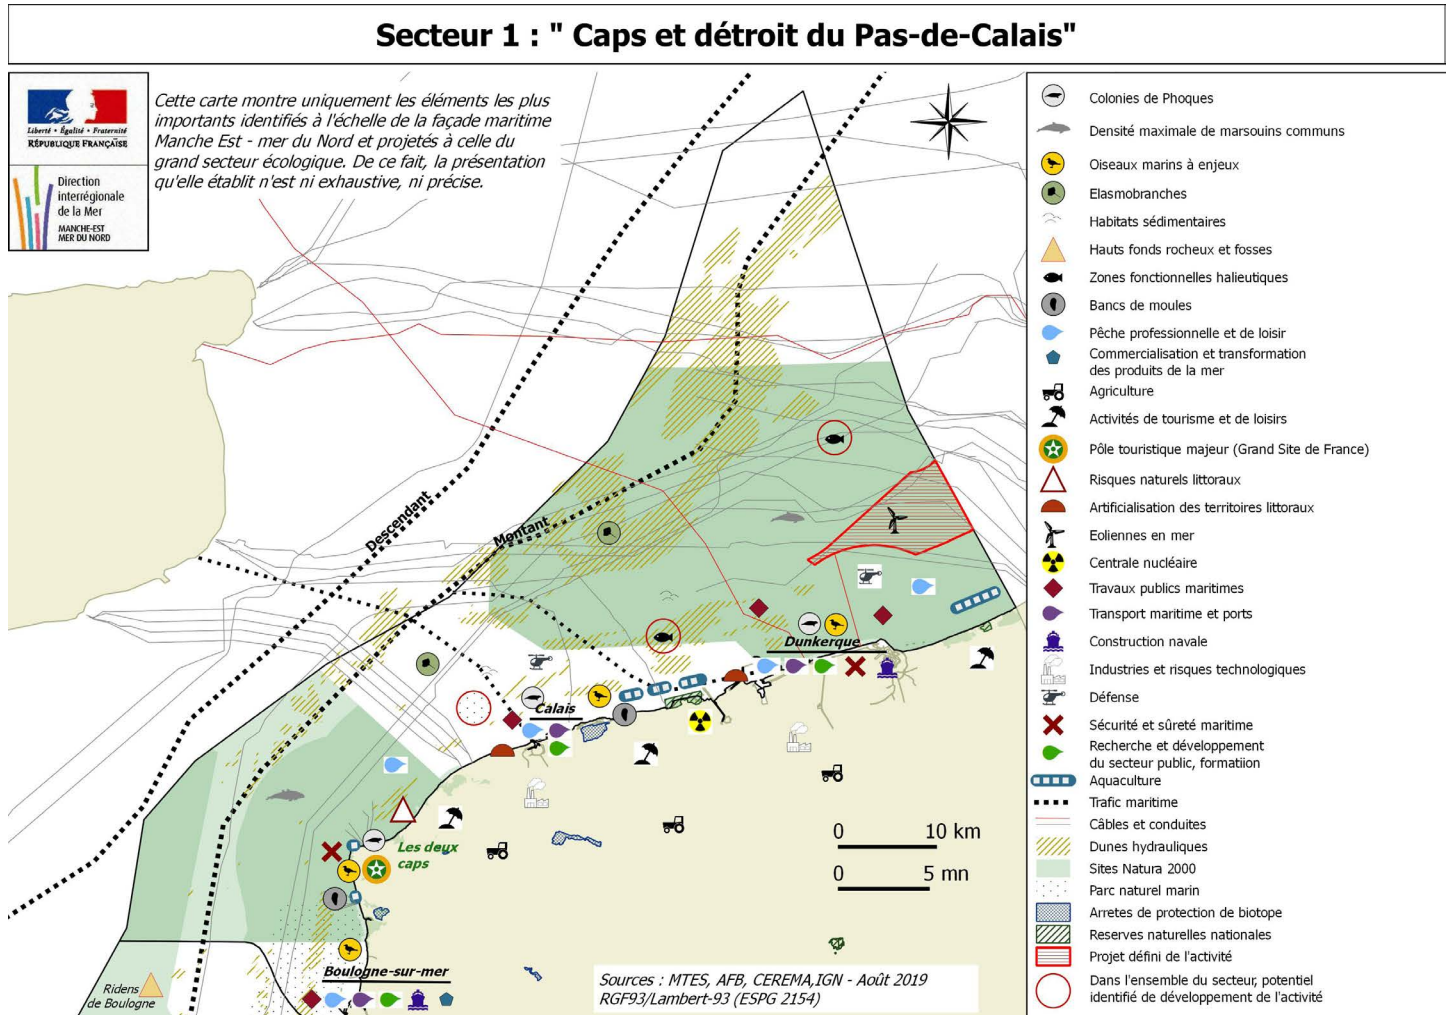 Secteur 1 : " Caps et détroit du Pas-de-Calais"
Liberté • Égalité • Fraternité
RÉPUBLIQUE FRANÇAISE
Direction
interrégionale
de la Mer
MANCHE-EST
MER DU NORD
Cette carte montre uniquement les éléments les plus
importants identifiés à l'échelle de la façade maritime
Manche Est - mer du Nord et projetés à celle du
grand secteur écologique. De ce fait, la présentation
qu'elle établit n'est ni exhaustive, ni précise.
Descendant
Montant
Dunkerque
Calais
Les deux
caps
Boulogne-sur-mer
Ridens
de Boulogne
0 10 km
0 5 mn
Sources : MTES, AFB, CEREMA,IGN - Août 2019
RGF93/Lambert-93 (ESPG 2154)
Colonies de Phoques
Densité maximale de marsouins communs
Oiseaux marins à enjeux
Elasmobranches
Habitats sédimentaires
Hauts fonds rocheux et fosses
Zones fonctionnelles halieutiques
Bancs de moules
Pêche professionnelle et de loisir
Commercialisation et transformation
des produits de la mer
Agriculture
Activités de tourisme et de loisirs
Pôle touristique majeur (Grand Site de France)
Risques naturels littoraux
Artificialisation des territoires littoraux
Eoliennes en mer
Centrale nucléaire
Travaux publics maritimes
Transport maritime et ports
Construction navale
Industries et risques technologiques
Défense
Sécurité et sûreté maritime
Recherche et développement
du secteur public, formatiion
Aquaculture
Trafic maritime
Câbles et conduites
Dunes hydrauliques
Sites Natura 2000
Parc naturel marin
Arretes de protection de biotope
Reserves naturelles nationales
Projet défini de l'activité
Dans l'ensemble du secteur, potentiel
identifié de développement de l'activité